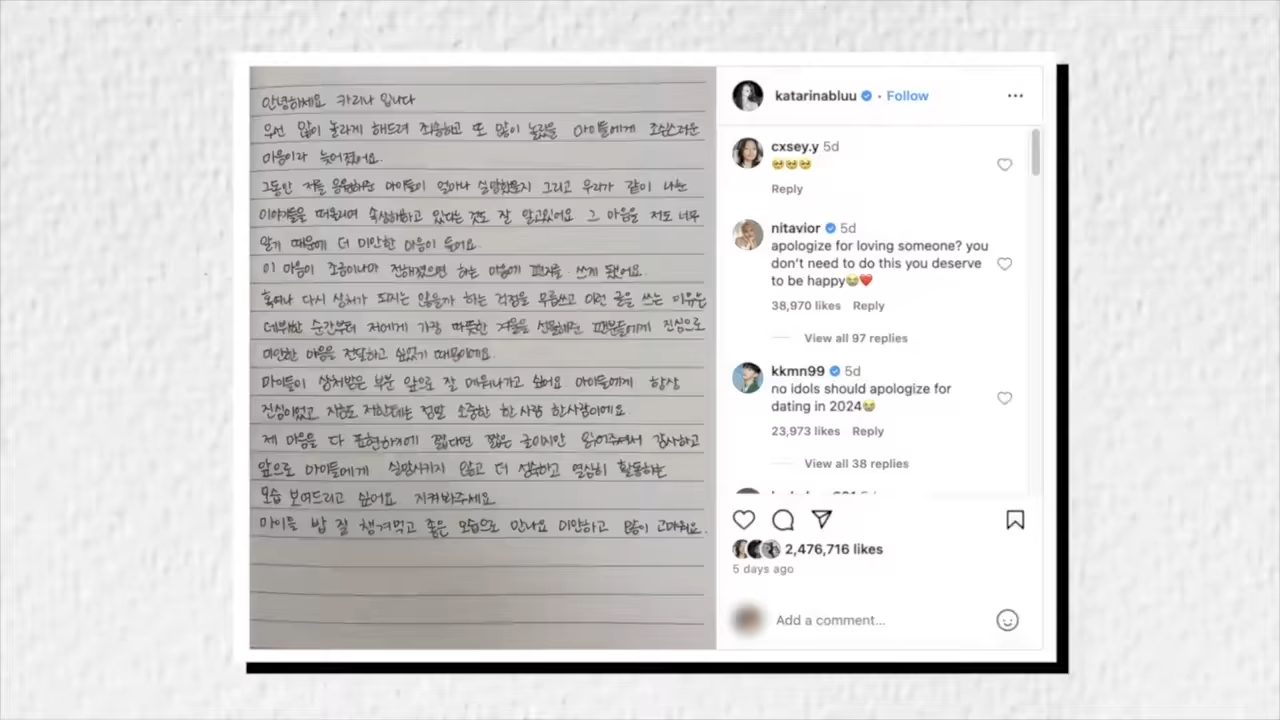 안녕하세요 카리나 입니다
우선 많이 놀라게 해드려 죄송하고 또 많이 놀랐을 마이들에게 조심스러운
마음이라 늦어졌어요.
그동안 저를 응원해준 마이들이 얼마나 실망했을지 그리고 우리가 같이 나눈
이야기들을 떠올리며 속상해하고 있다는 것도 잘 알고있어요 그 마음을 저도 너무
알기 때문에 더 미안한 마음이 들어요.
이 마음이 조금이나마 전해졌으면 하는 마음에 편지를 쓰게 됐어요.
혹여나 다시 상처가 되지는 않을까 하는 걱정을 무릅쓰고 이런 글을 쓰는 이유는
데뷔한 순간부터 저에게 가장 따뜻한 겨울을 선물해준 팬분들에게 진심으로
미안한 마음을 전달하고 싶었기 때문이에요.
마이들이 상처받은 부분 앞으로 잘 메워나가고 싶어요 마이들에게 항상
진심이었고 지금도 저한테는 정말 소중한 한 사람 한사람이에요.
제 마음을 다 표현하기에 짧다면 짧은 글이지만 읽어주셔서 감사하고
앞으로 마이들에게 실망시키지 않고 더 성숙하고 열심히 활동하는
모습 보여드리고 싶어요 지켜봐주세요
마이들 밥 잘 챙겨먹고 좋은 모습으로 만나요 미안하고 많이 고마워요.
katarinabluu • Follow
cxsey.y 5d
🥹🥹🥹
Reply
nitavior 5d
apologize for loving someone? you
don't need to do this you deserve
to be happy😭❤️
38,970 likes Reply
View all 97 replies
kkmn99 5d
no idols should apologize for
dating in 2024😭
23,973 likes Reply
View all 38 replies
2,476,716 likes
5 days ago
Add a comment...